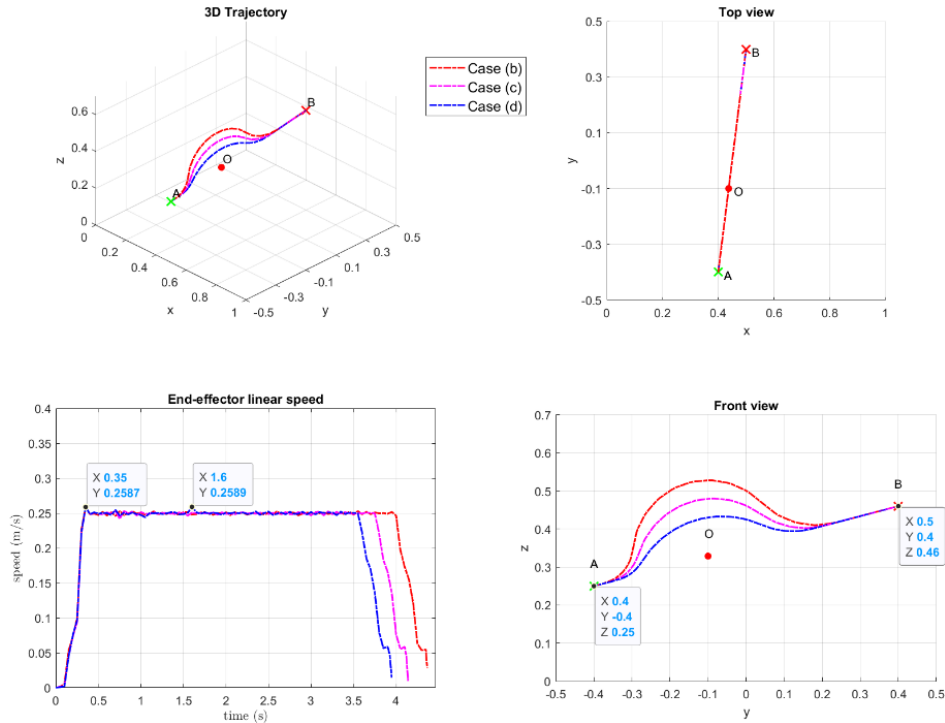 3D Trajectory
0.6
0.4
0.2
0
z
0
0.2
0.4
0.6
0.8
1
x
-0.5
-0.3
-0.1
0.1
0.3
0.5
y
A
O
B
Case (b)
Case (c)
Case (d)
Top view
0.5
0.3
0.1
-0.1
-0.3
-0.5
y
0
0.2
0.4
0.6
0.8
1
x
B
O
A
End-effector linear speed
0.4
0.35
0.3
0.25
0.2
0.15
0.1
0.05
0
speed (m/s)
X 0.35
Y 0.2587
X 1.6
Y 0.2589
0
0.5
1
1.5
2
2.5
3
3.5
4
time (s)
Front view
0.7
0.6
0.5
0.4
0.3
0.2
0.1
0
z
A
O
B
X 0.5
Y 0.4
Z 0.46
X 0.4
Y -0.4
Z 0.25
-0.5
-0.4
-0.3
-0.2
-0.1
0
0.1
0.2
0.3
0.4
0.5
y